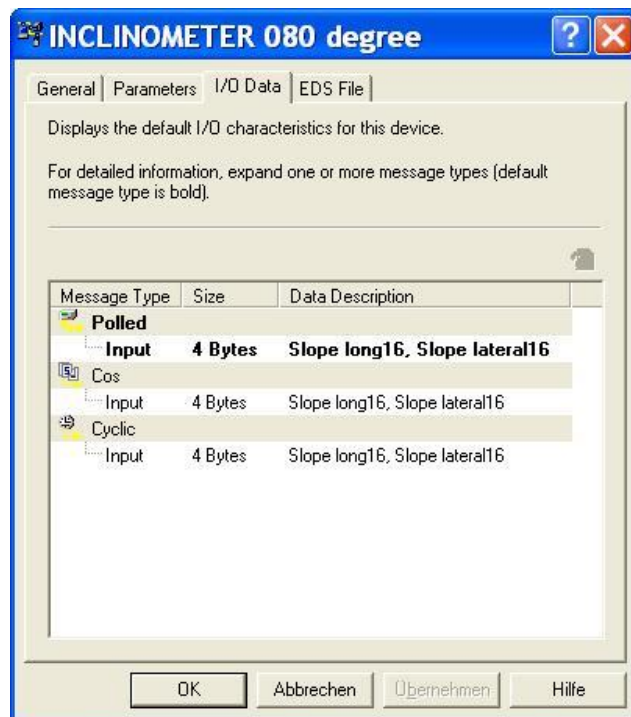 INCLINOMETER 080 degree
General Parameters I/O Data EDS File
Displays the default I/O characteristics for this device.
For detailed information, expand one or more message types (default
message type is bold).
Message Type Size Data Description
Polled
Input 4 Bytes Slope long16, Slope lateral16
Cos
Input 4 Bytes Slope long16, Slope lateral16
Cyclic
Input 4 Bytes Slope long16, Slope lateral16
OK Abbrechen Übernehmen Hilfe